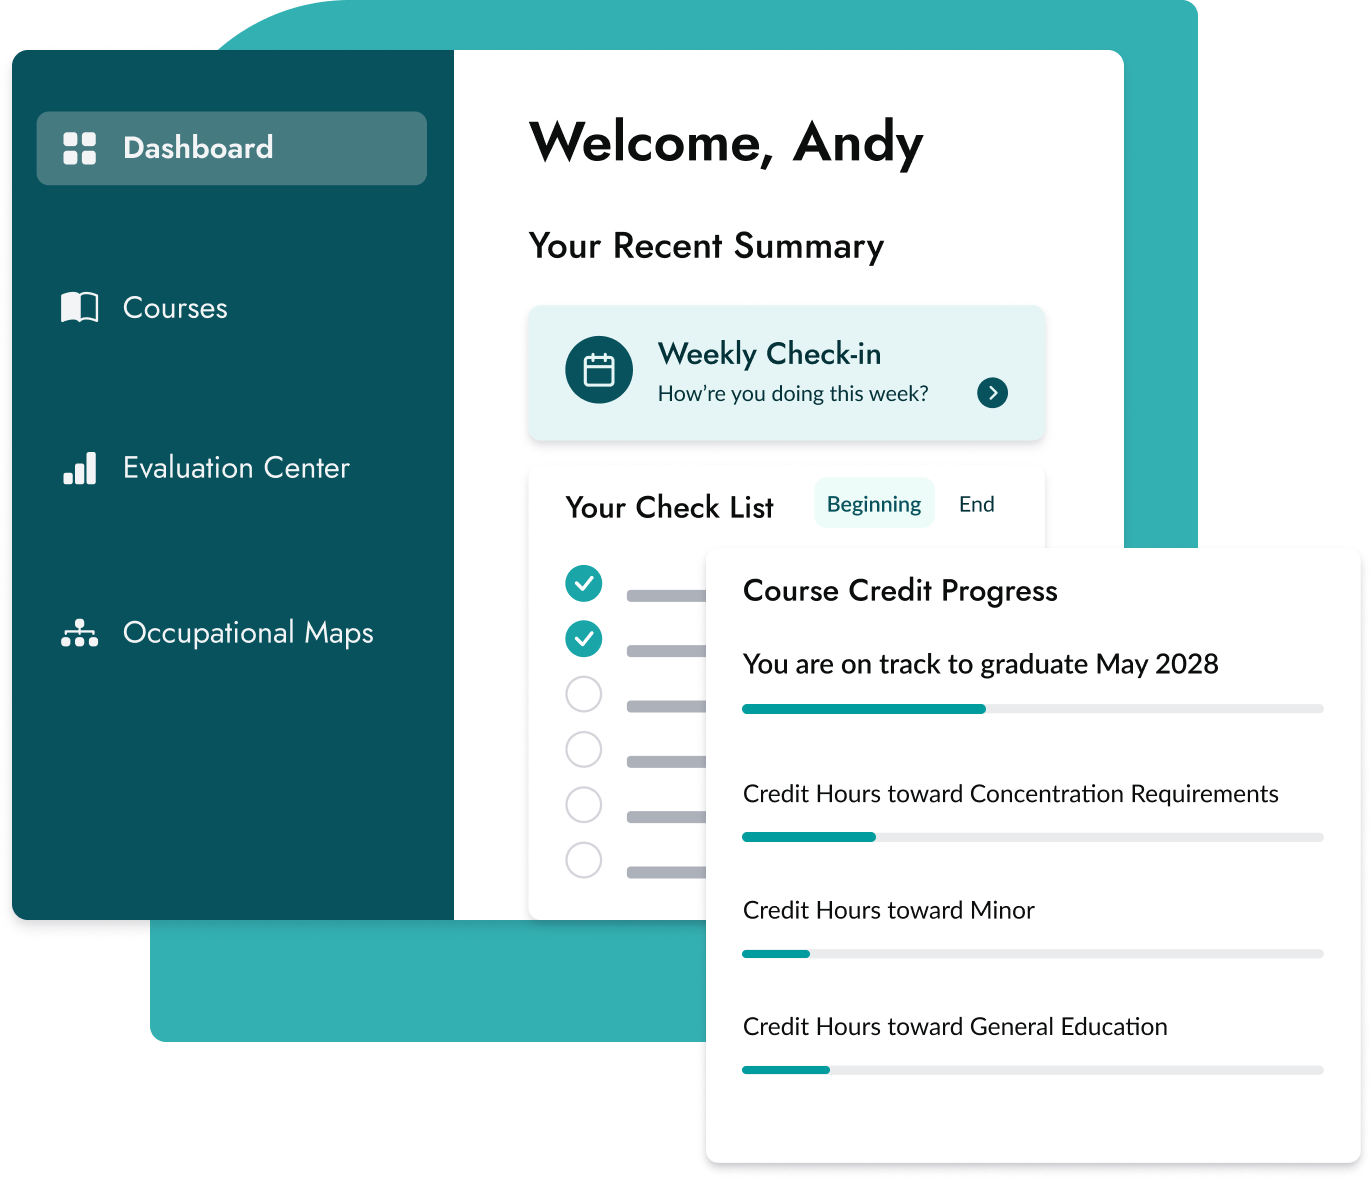 Dashboard
Courses
Evaluation Center
Occupational Maps
Welcome, Andy
Your Recent Summary
Weekly Check-in
How’re you doing this week?
Your Check List
Beginning
End
Course Credit Progress
You are on track to graduate May 2028
Credit Hours toward Concentration Requirements
Credit Hours toward Minor
Credit Hours toward General Education